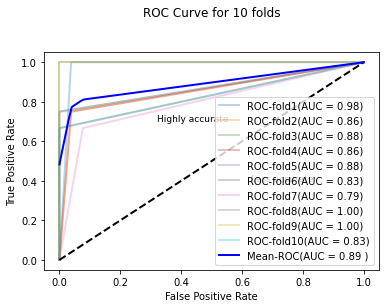 ROC Curve for 10 folds
1.0
0.8
0.6
0.4
0.2
0.0
True Positive Rate
Highly accurate
ROC-fold1(AUC = 0.98)
ROC-fold2(AUC = 0.86)
ROC-fold3(AUC = 0.88)
ROC-fold4(AUC = 0.86)
ROC-fold5(AUC = 0.88)
ROC-fold6(AUC = 0.83)
ROC-fold7(AUC = 0.79)
ROC-fold8(AUC = 1.00)
ROC-fold9(AUC = 1.00)
ROC-fold10(AUC = 0.83)
Mean-ROC(AUC = 0.89 )
0.0 0.2 0.4 0.6 0.8 1.0
False Positive Rate